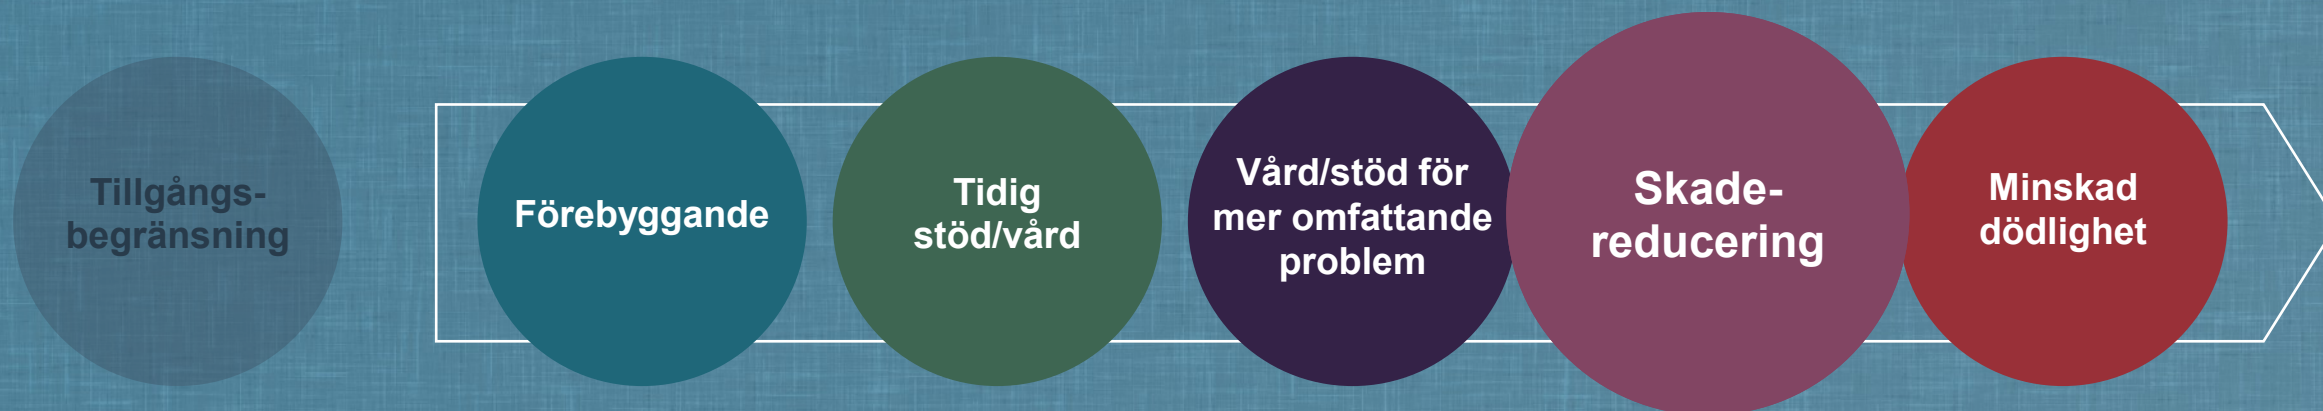 Tillgångs-
begränsning
Förebyggande
Tidig
stöd/vård
Vård/stöd för
mer omfattande
problem
Skade-
reducering
Minskad
dödlighet